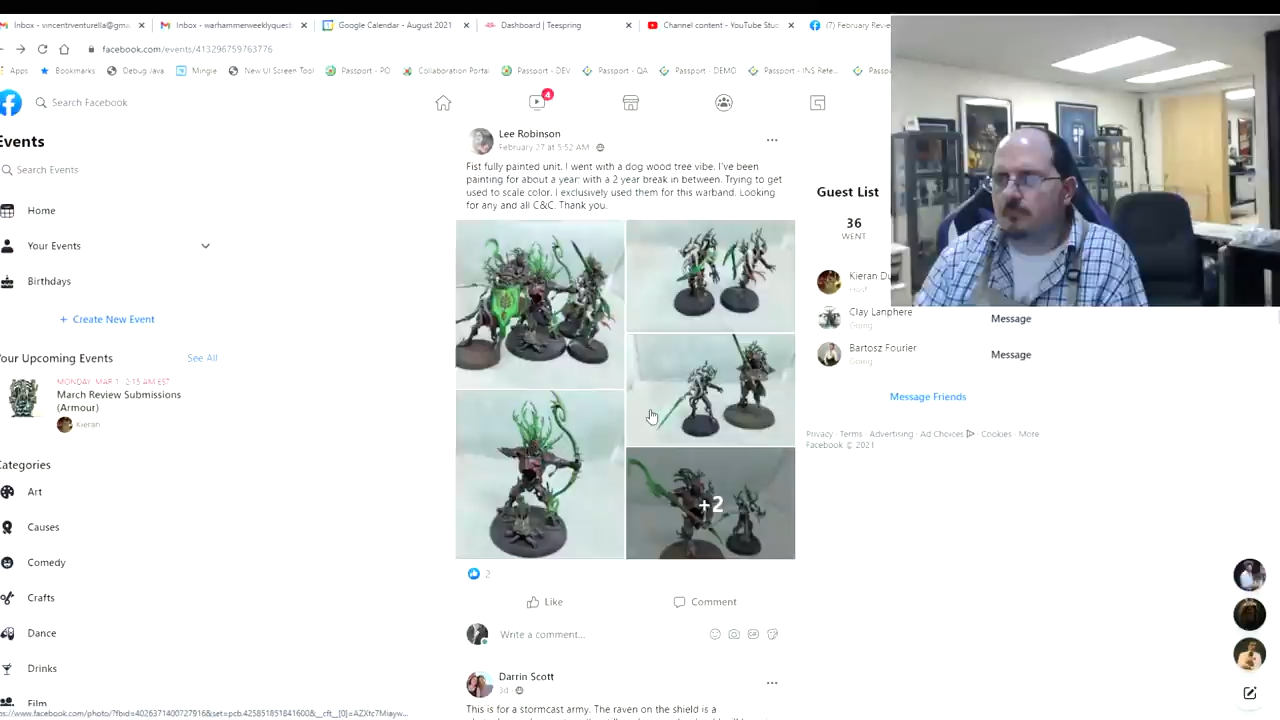 Inbox - vincentrventurella@gma
Inbox - warhammerweeklyquest
Google Calendar - August 2021
Dashboard | Teespring
Channel content - YouTube Stud
(7) February Revie
facebook.com/events/413296759763776
Apps
Bookmarks
Debug Java
Mingle
New UI Screen Tool
Passport - PO
Collaboration Portal
Passport - DEV
Passport - QA
Passport - DEMO
Passport - INS Refe...
Pass
Search Facebook
4
Events
Search Events
Home
Your Events
Birthdays
+ Create New Event
Your Upcoming Events
See All
MONDAY, MAR 1, 2:15 AM EST
March Review Submissions
(Armour)
Kieran
Categories
Art
Causes
Comedy
Crafts
Dance
Drinks
Film
Lee Robinson
February 27 at 5:52 AM
Fist fully painted unit. I went with a dog wood tree vibe. I've been
painting for about a year with a 2 year break in between. Trying to get
used to scale color. I exclusively used them for this warband. Looking
for any and all C&C. Thank you.
+2
2
Like
Comment
Write a comment...
Darrin Scott
3d
This is for a stormcast army. The raven on the shield is a
Guest List
36
WENT
Kieran Du
Host
Clay Lanphere
Going
Message
Bartosz Fourier
Going
Message
Message Friends
Privacy · Terms · Advertising · Ad Choices · Cookies · More
Facebook © 2021